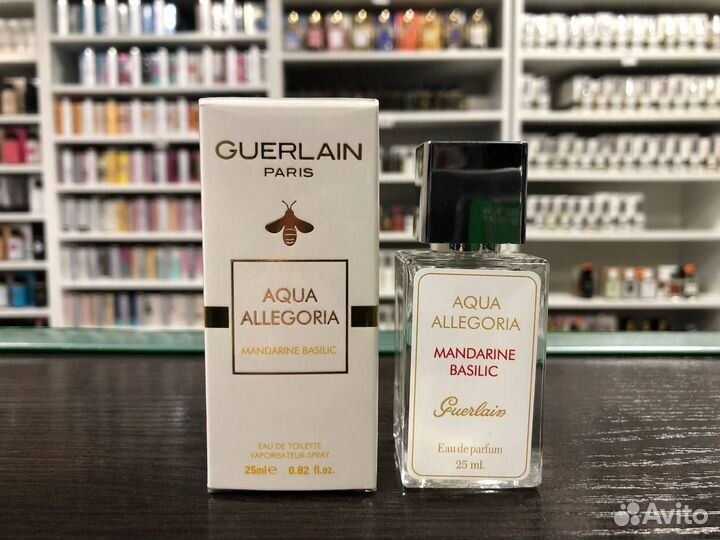 GUERLAIN
PARIS
AQUA
ALLEGORIA
MANDARINE BASILIC
EAU DE TOILETTE
VAPORISATEUR-SPRAY
25ml e 0.82 fl.oz.
AQUA
ALLEGORIA
MANDARINE
BASILIC
Guerlain
Eau de parfum
25 ml.
Avito